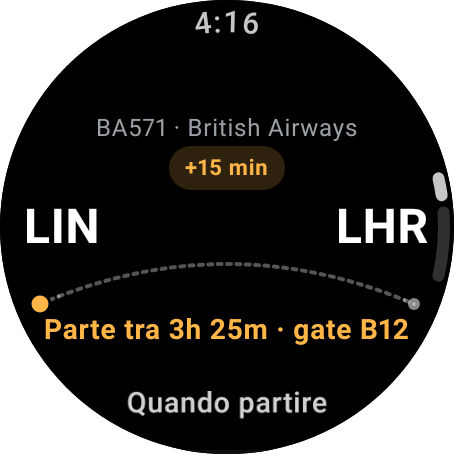 4:16
BA571 · British Airways
+15 min
LIN LHR
Parte tra 3h 25m · gate B12
Quando partire